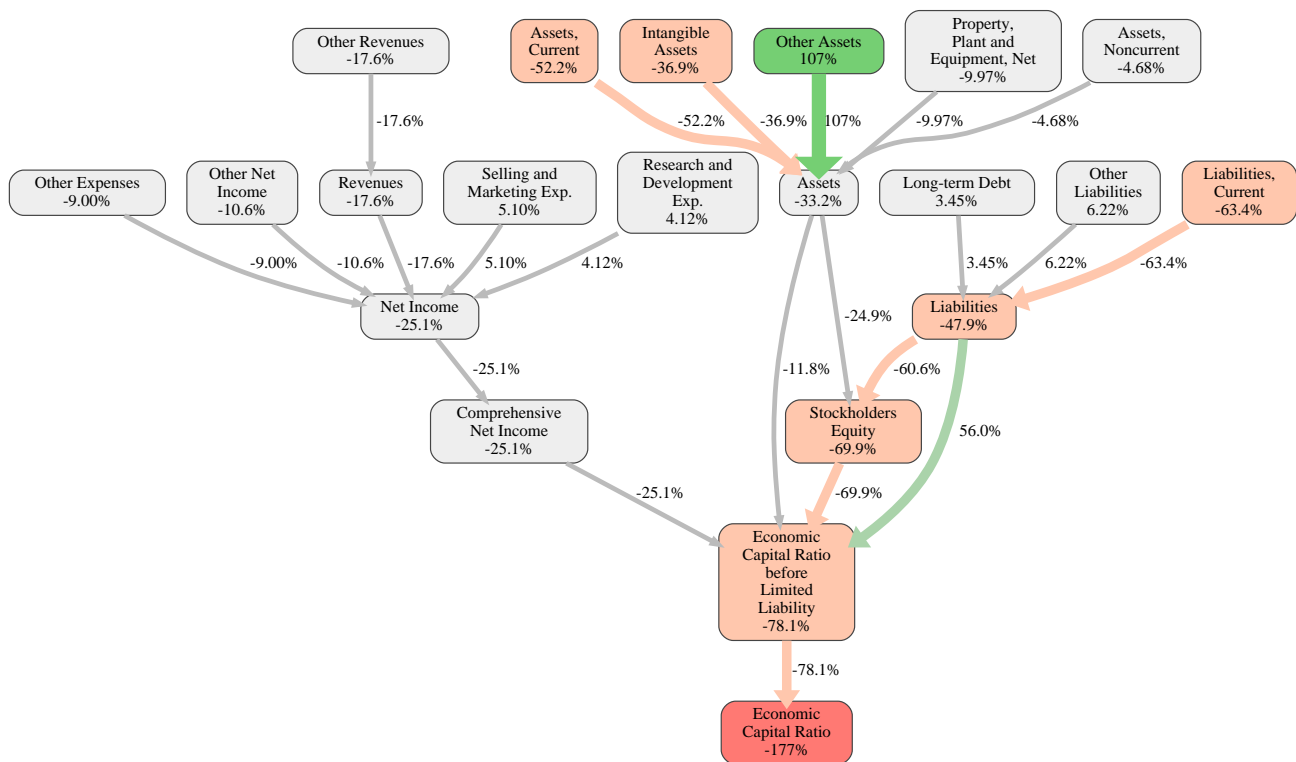 Other Revenues
-17.6%
Assets,
Current
-52.2%
Intangible
Assets
-36.9%
Other Assets
107%
Property,
Plant and
Equipment, Net
-9.97%
Assets,
Noncurrent
-4.68%
-17.6%
-52.2%
-36.9%
107%
-9.97%
-4.68%
Other Expenses
-9.00%
Other Net
Income
-10.6%
Revenues
-17.6%
Selling and
Marketing Exp.
5.10%
Research and
Development
Exp.
4.12%
Assets
-33.2%
Long-term Debt
3.45%
Other
Liabilities
6.22%
Liabilities,
Current
-63.4%
-9.00%
-10.6%
-17.6%
5.10%
4.12%
3.45%
6.22%
-63.4%
Net Income
-25.1%
Liabilities
-47.9%
-24.9%
-25.1%
-11.8%
-60.6%
Comprehensive
Net Income
-25.1%
Stockholders
Equity
-69.9%
56.0%
-25.1%
-69.9%
Economic
Capital Ratio
before
Limited
Liability
-78.1%
-78.1%
Economic
Capital Ratio
-177%